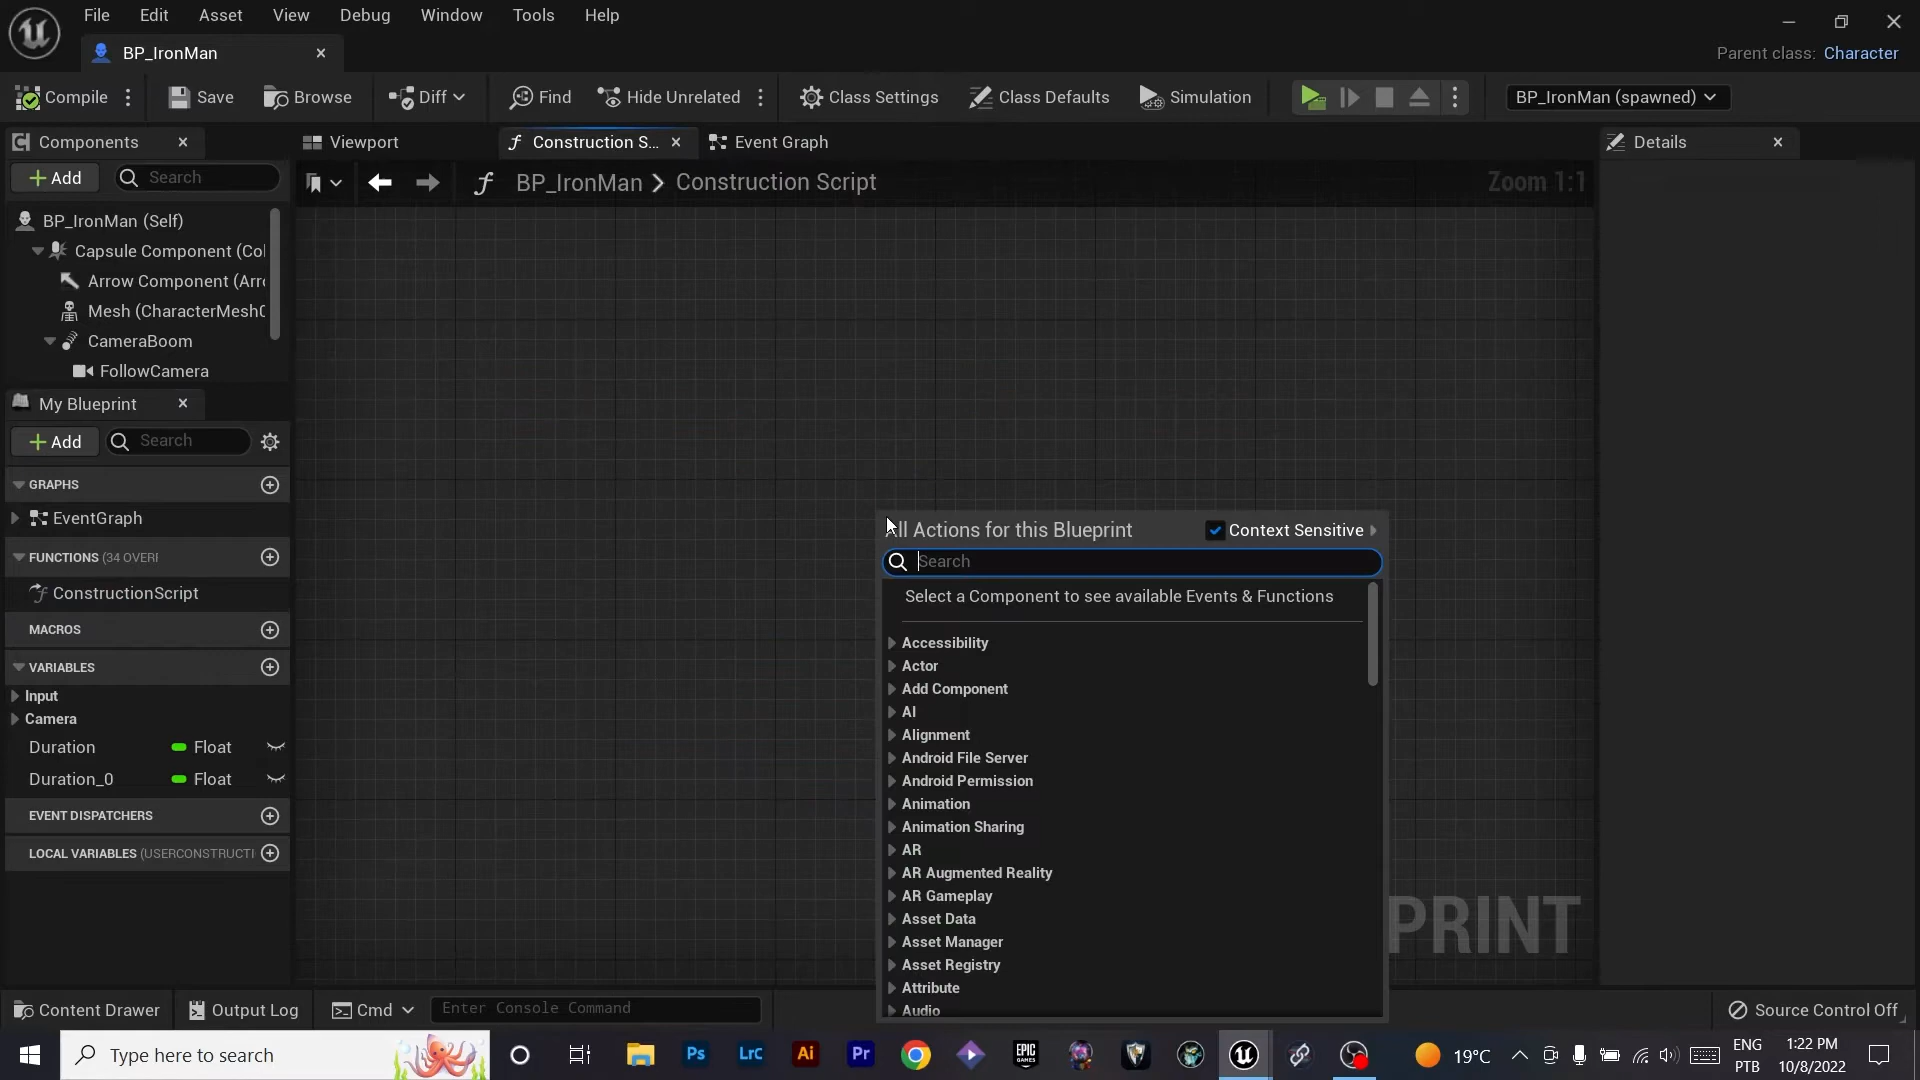 File Edit Asset View Debug Window Tools Help
BP_IronMan
Parent class: Character
Compile Save Browse Diff Find Hide Unrelated Class Settings Class Defaults Simulation BP_IronMan (spawned)
Components
Viewport
Construction S...
Event Graph
Details
Add
Search
BP_IronMan > Construction Script
Zoom 1:1
BP_IronMan (Self)
Capsule Component (Col
Arrow Component (Arro
Mesh (CharacterMesh0
CameraBoom
FollowCamera
My Blueprint
Add
Search
GRAPHS
EventGraph
FUNCTIONS (34 OVERI
ConstructionScript
MACROS
VARIABLES
Input
Camera
Duration Float
Duration_0 Float
EVENT DISPATCHERS
LOCAL VARIABLES (USERCONSTRUCTI
All Actions for this Blueprint
Context Sensitive
Search
Select a Component to see available Events & Functions
Accessibility
Actor
Add Component
AI
Alignment
Android File Server
Android Permission
Animation
Animation Sharing
AR
AR Augmented Reality
AR Gameplay
Asset Data
Asset Manager
Asset Registry
Attribute
Audio
PRINT
Content Drawer Output Log Cmd Enter Console Command
Source Control Off
Type here to search
Ps LrC Ai Pr
EPIC GAMES
19°C
ENG
PTB
1:22 PM
10/8/2022